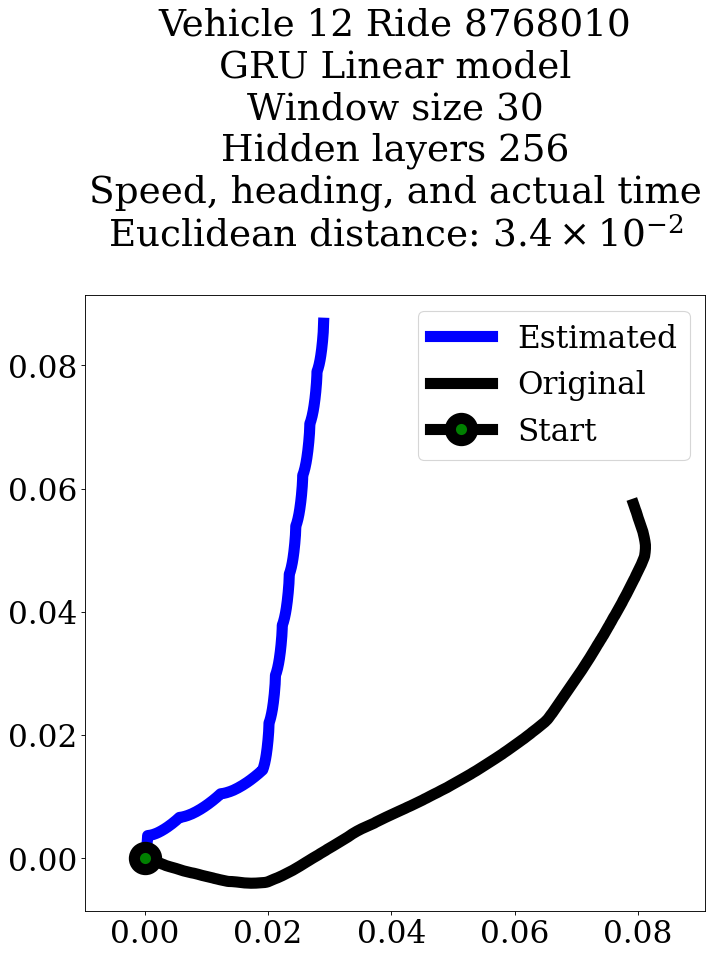 Vehicle 12 Ride 8768010
GRU Linear model
Window size 30
Hidden layers 256
Speed, heading, and actual time
Euclidean distance: 3.4 × 10⁻²
Estimated
Original
Start
0.08
0.06
0.04
0.02
0.00
0.00 0.02 0.04 0.06 0.08